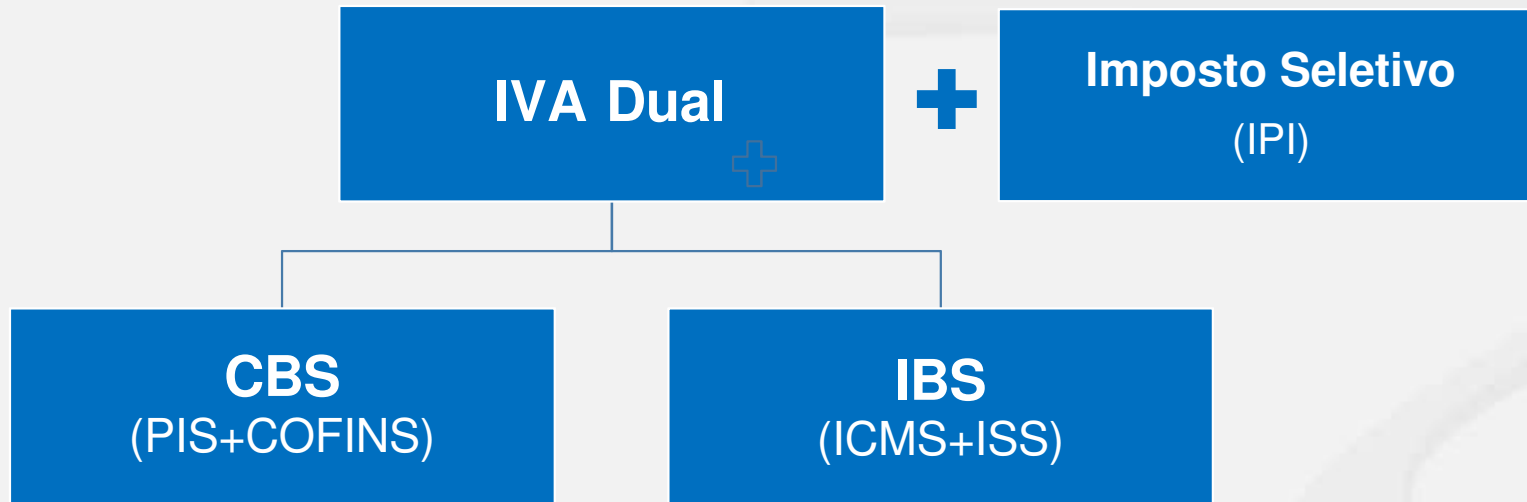 IVA Dual
Imposto Seletivo
(IPI)
CBS
(PIS+COFINS)
IBS
(ICMS+ISS)